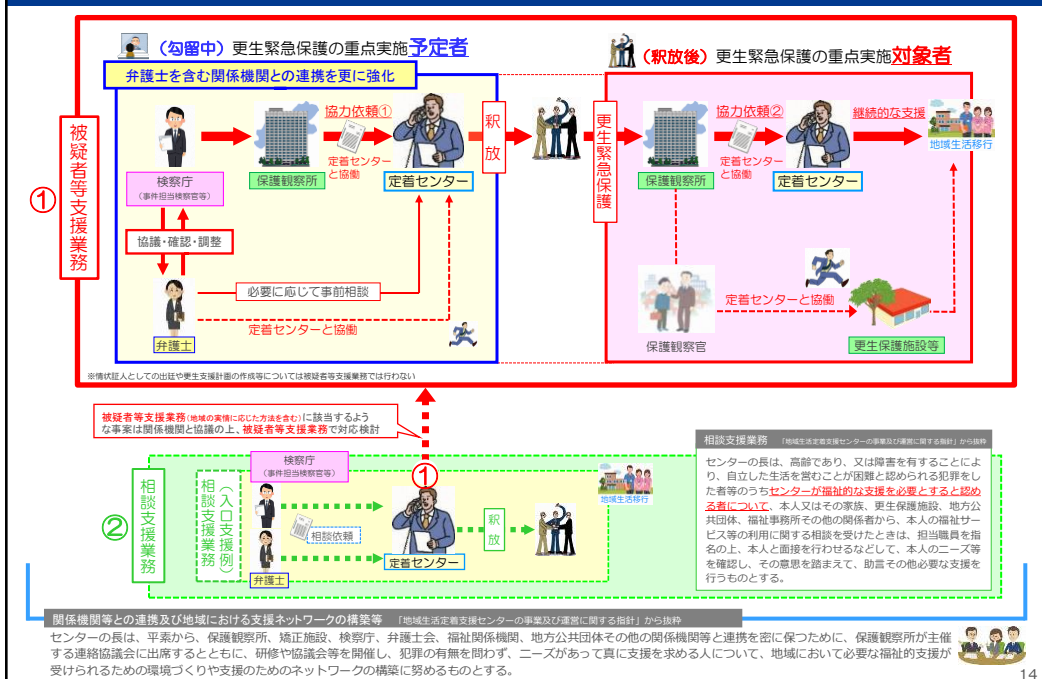 （勾留中）更生緊急保護の重点実施予定者
弁護士を含む関係機関との連携を更に強化
（釈放後）更生緊急保護の重点実施対象者
①
被疑者等支援業務
検察庁
（事件担当検察官等）
保護観察所
協力依頼①
定着センター
と協働
定着センター
釈放
協議・確認・調整
必要に応じて事前相談
定着センターと協働
弁護士
更生緊急保護
保護観察所
協力依頼②
定着センター
と協働
定着センター
継続的な支援
地域生活移行
保護観察官
定着センターと協働
更生保護施設等
※情状証人としての出廷や更生支援計画の作成等については被疑者等支援業務では行わない
被疑者等支援業務（地域の実情に応じた方法を含む）に該当するよう
な事案は関係機関と協議の上、被疑者等支援業務で対応検討
①
②
相談支援業務
（入口支援例）
相談支援業務
検察庁
（事件担当検察官等）
相談依頼
弁護士
定着センター
釈放
地域生活移行
相談支援業務 「地域生活定着支援センターの事業及び運営に関する指針」から抜粋
センターの長は、高齢であり、又は障害を有することによ
り、自立した生活を営むことが困難と認められる犯罪をし
た者等のうちセンターが福祉的な支援を必要とすると認め
る者について、本人又はその家族、更生保護施設、地方公
共団体、福祉事務所その他の関係者から、本人の福祉サー
ビス等の利用に関する相談を受けたときは、担当職員を指
名の上、本人と面接を行わせるなどして、本人のニーズ等
を確認し、その意思を踏まえて、助言その他必要な支援を
行うものとする。
関係機関等との連携及び地域における支援ネットワークの構築等 「地域生活定着支援センターの事業及び運営に関する指針」から抜粋
センターの長は、平素から、保護観察所、矯正施設、検察庁、弁護士会、福祉関係機関、地方公共団体その他の関係機関等と連携を密に保つために、保護観察所が主催
する連絡協議会に出席するとともに、研修や協議会等を開催し、犯罪の有無を問わず、ニーズがあって真に支援を求める人について、地域において必要な福祉的支援が
受けられるための環境づくりや支援のためのネットワークの構築に努めるものとする。
14